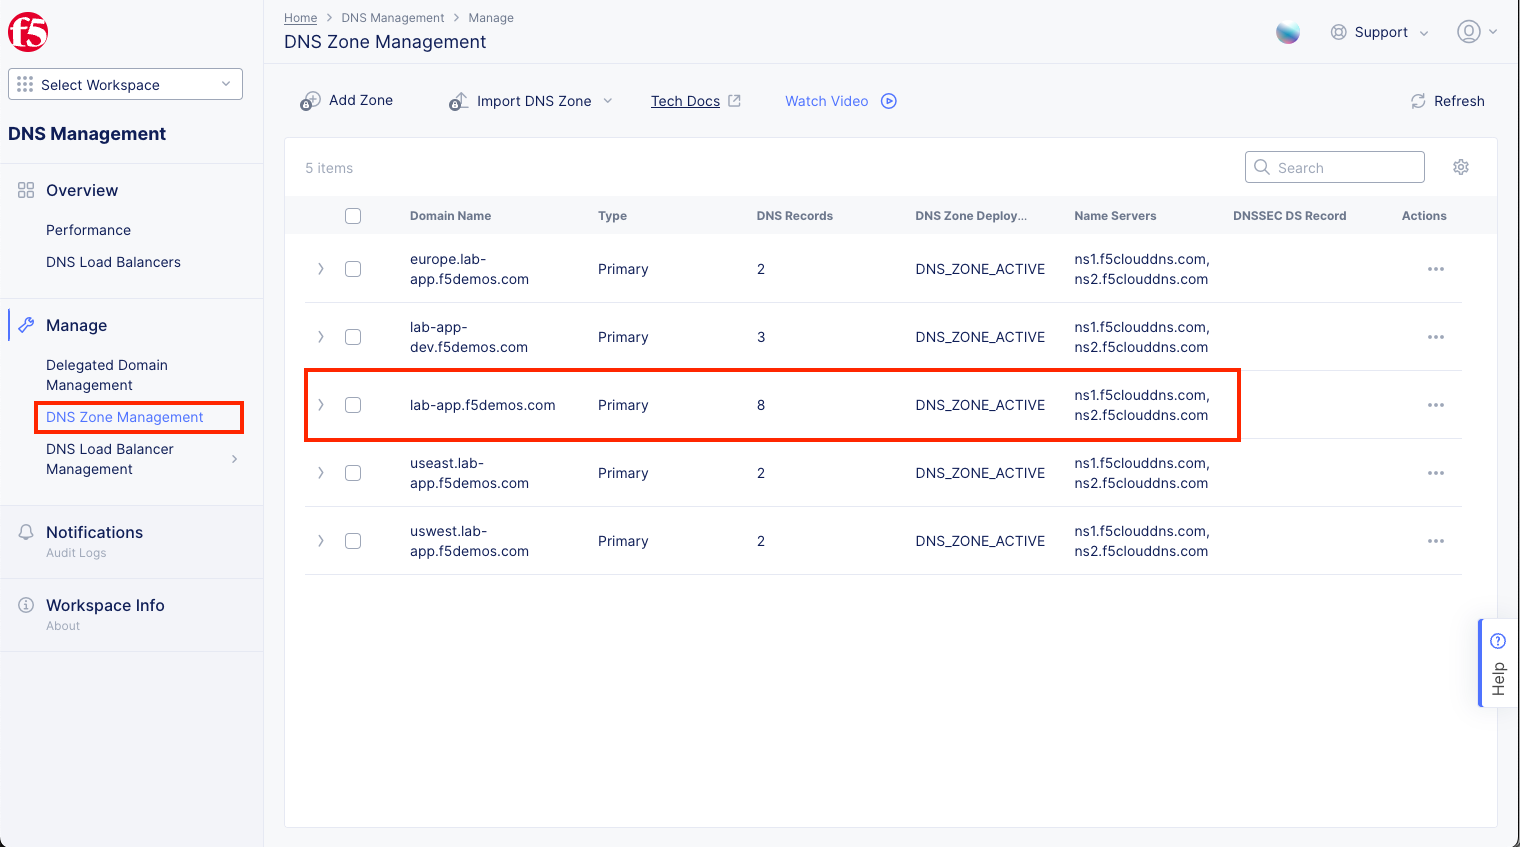 f5
Select Workspace
DNS Management
Overview
Performance
DNS Load Balancers
Manage
Delegated Domain
Management
DNS Zone Management
DNS Load Balancer
Management
Notifications
Audit Logs
Workspace Info
About
Home > DNS Management > Manage
DNS Zone Management
Support
Add Zone
Import DNS Zone
Tech Docs
Watch Video
Refresh
5 items
Search
Domain Name Type DNS Records DNS Zone Deploy... Name Servers DNSSEC DS Record Actions
europe.lab-
app.f5demos.com Primary 2 DNS_ZONE_ACTIVE ns1.f5clouddns.com,
ns2.f5clouddns.com
lab-app-
dev.f5demos.com Primary 3 DNS_ZONE_ACTIVE ns1.f5clouddns.com,
ns2.f5clouddns.com
lab-app.f5demos.com Primary 8 DNS_ZONE_ACTIVE ns1.f5clouddns.com,
ns2.f5clouddns.com
useast.lab-
app.f5demos.com Primary 2 DNS_ZONE_ACTIVE ns1.f5clouddns.com,
ns2.f5clouddns.com
uswest.lab-
app.f5demos.com Primary 2 DNS_ZONE_ACTIVE ns1.f5clouddns.com,
ns2.f5clouddns.com
Help